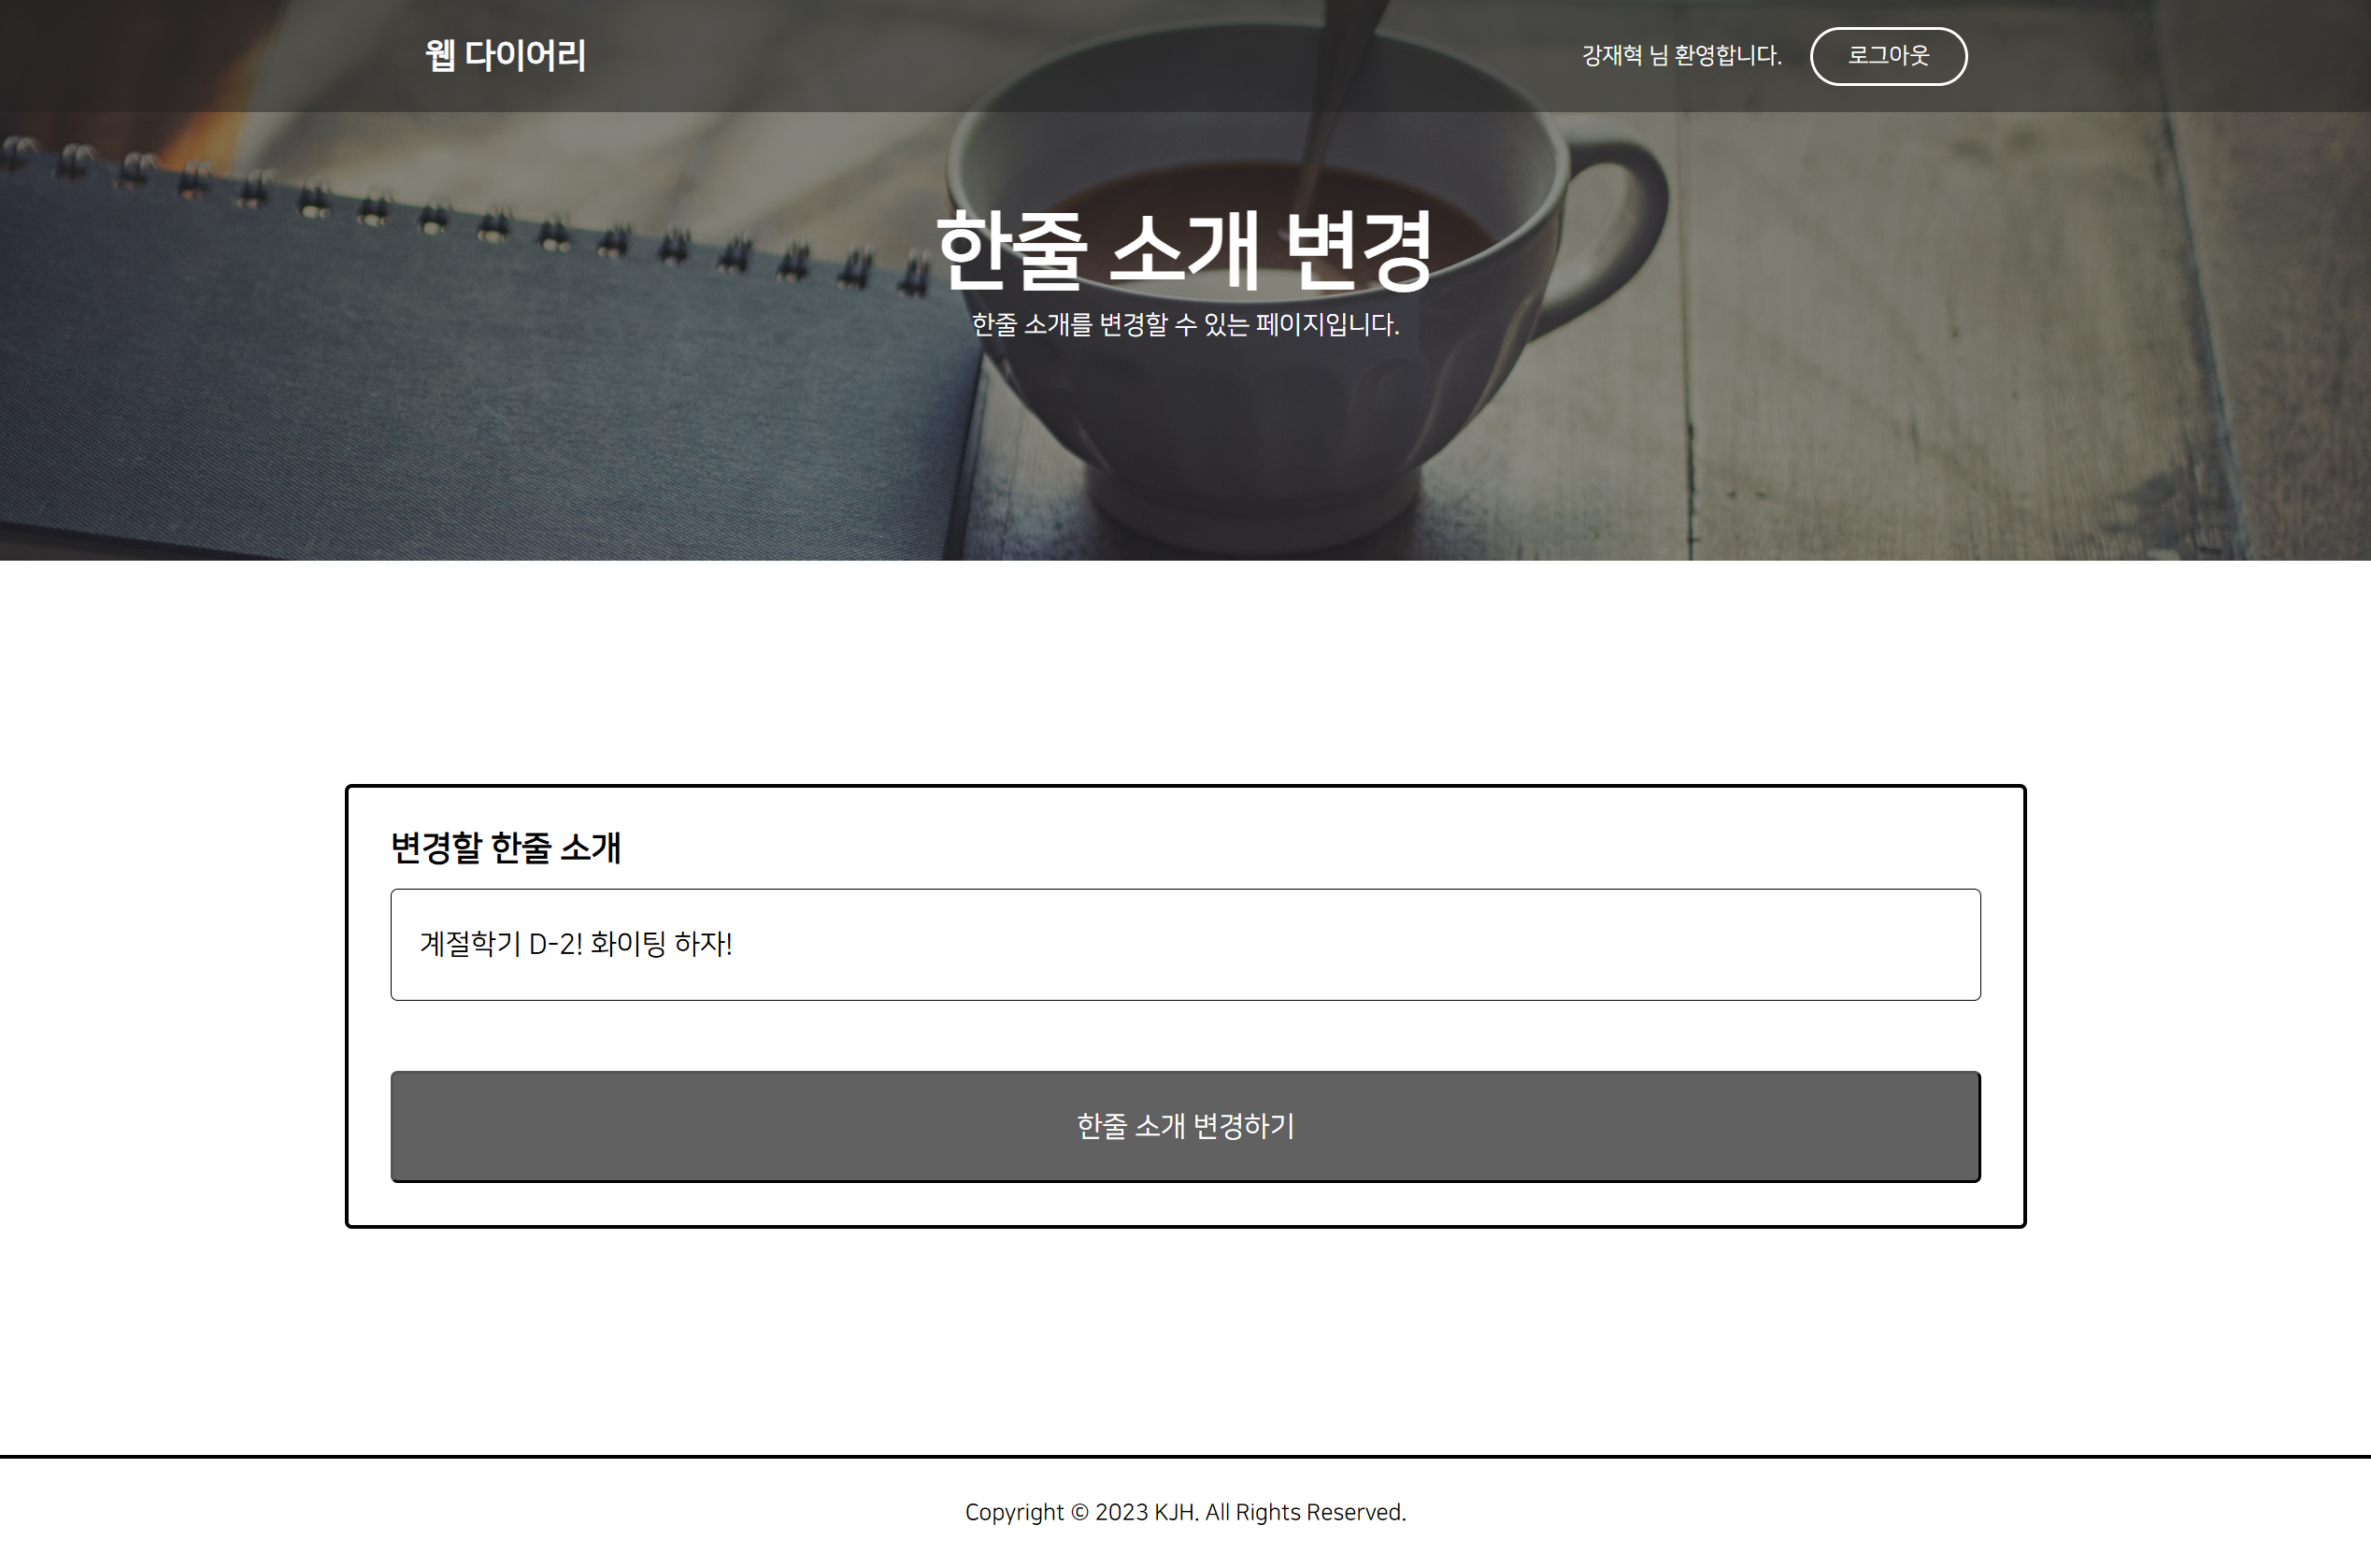 웹 다이어리
강재혁 님 환영합니다.
로그아웃
한줄 소개 변경
한줄 소개를 변경할 수 있는 페이지입니다.
변경할 한줄 소개
계절학기 D-2! 화이팅 하자!
한줄 소개 변경하기
Copyright © 2023 KJH. All Rights Reserved.